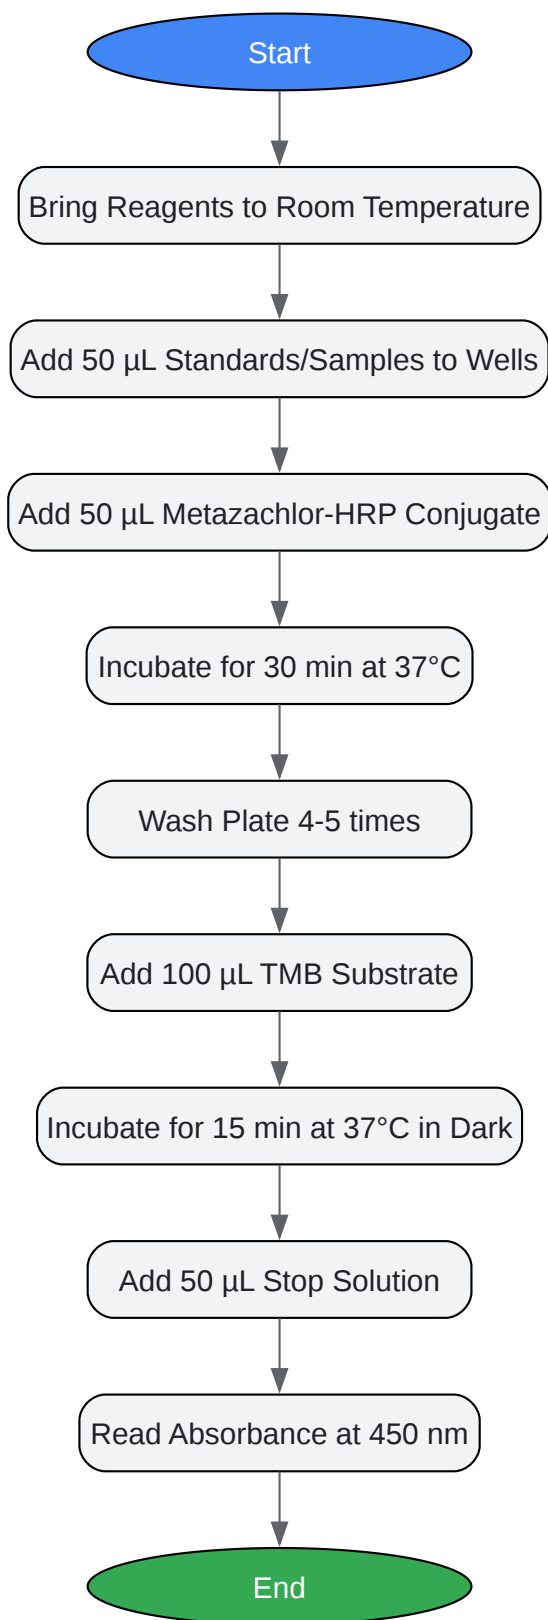 Start
Bring Reagents to Room Temperature
Add 50 µL Standards/Samples to Wells
Add 50 µL Metazachlor-HRP Conjugate
Incubate for 30 min at 37°C
Wash Plate 4-5 times
Add 100 µL TMB Substrate
Incubate for 15 min at 37°C in Dark
Add 50 µL Stop Solution
Read Absorbance at 450 nm
End